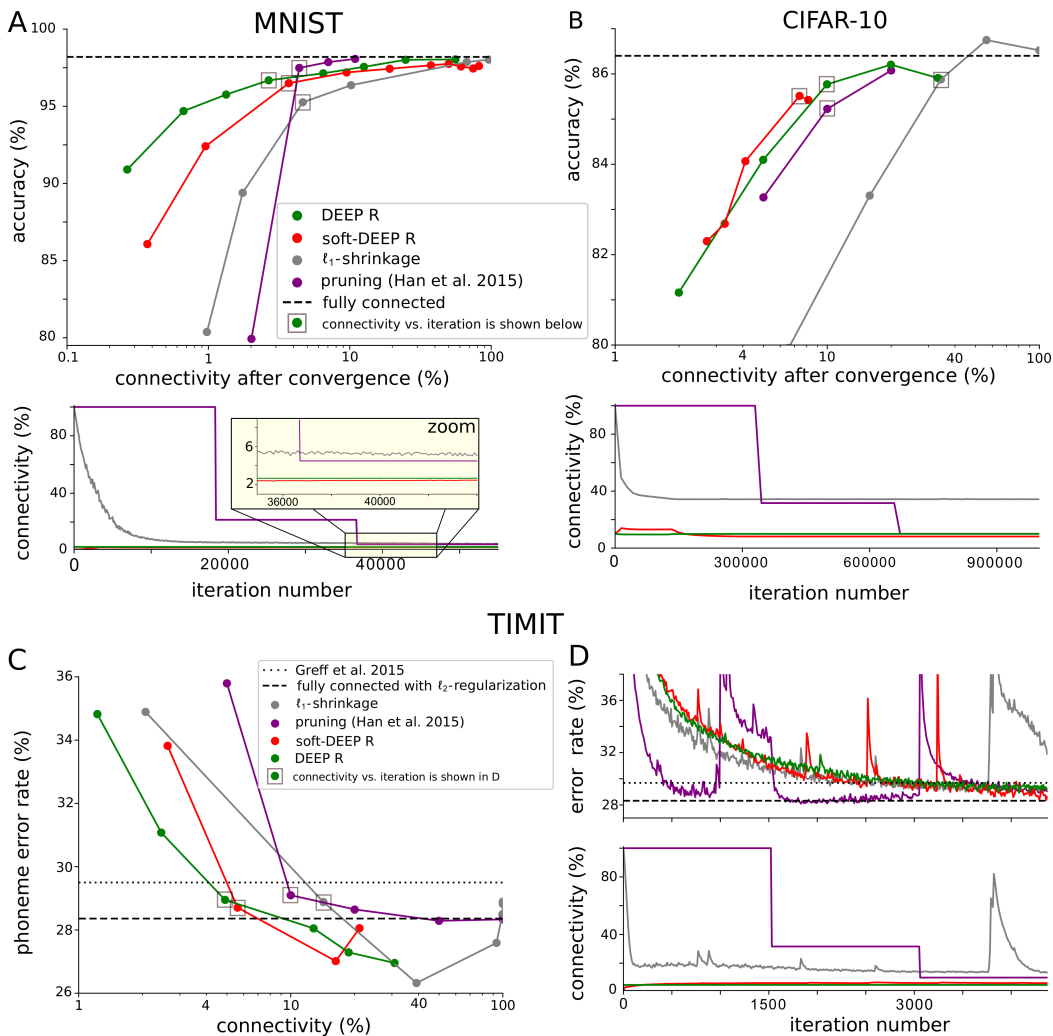 A
MNIST
100
95
90
85
80
accuracy (%)
DEEP R
soft-DEEP R
ℓ₁-shrinkage
pruning (Han et al. 2015)
fully connected
connectivity vs. iteration is shown below
0.1
1
10
100
connectivity after convergence (%)
B
CIFAR-10
86
84
82
80
accuracy (%)
1
4
10
40
100
connectivity after convergence (%)
80
40
0
connectivity (%)
zoom
6
2
36000
40000
0
20000
40000
iteration number
80
40
0
connectivity (%)
0
300000
600000
900000
iteration number
TIMIT
C
36
34
32
30
28
26
phoneme error rate (%)
Greff et al. 2015
fully connected with ℓ₂-regularization
ℓ₁-shrinkage
pruning (Han et al. 2015)
soft-DEEP R
DEEP R
connectivity vs. iteration is shown in D
1
4
10
40
100
connectivity (%)
D
36
32
28
error rate (%)
80
40
0
connectivity (%)
0
1500
3000
iteration number